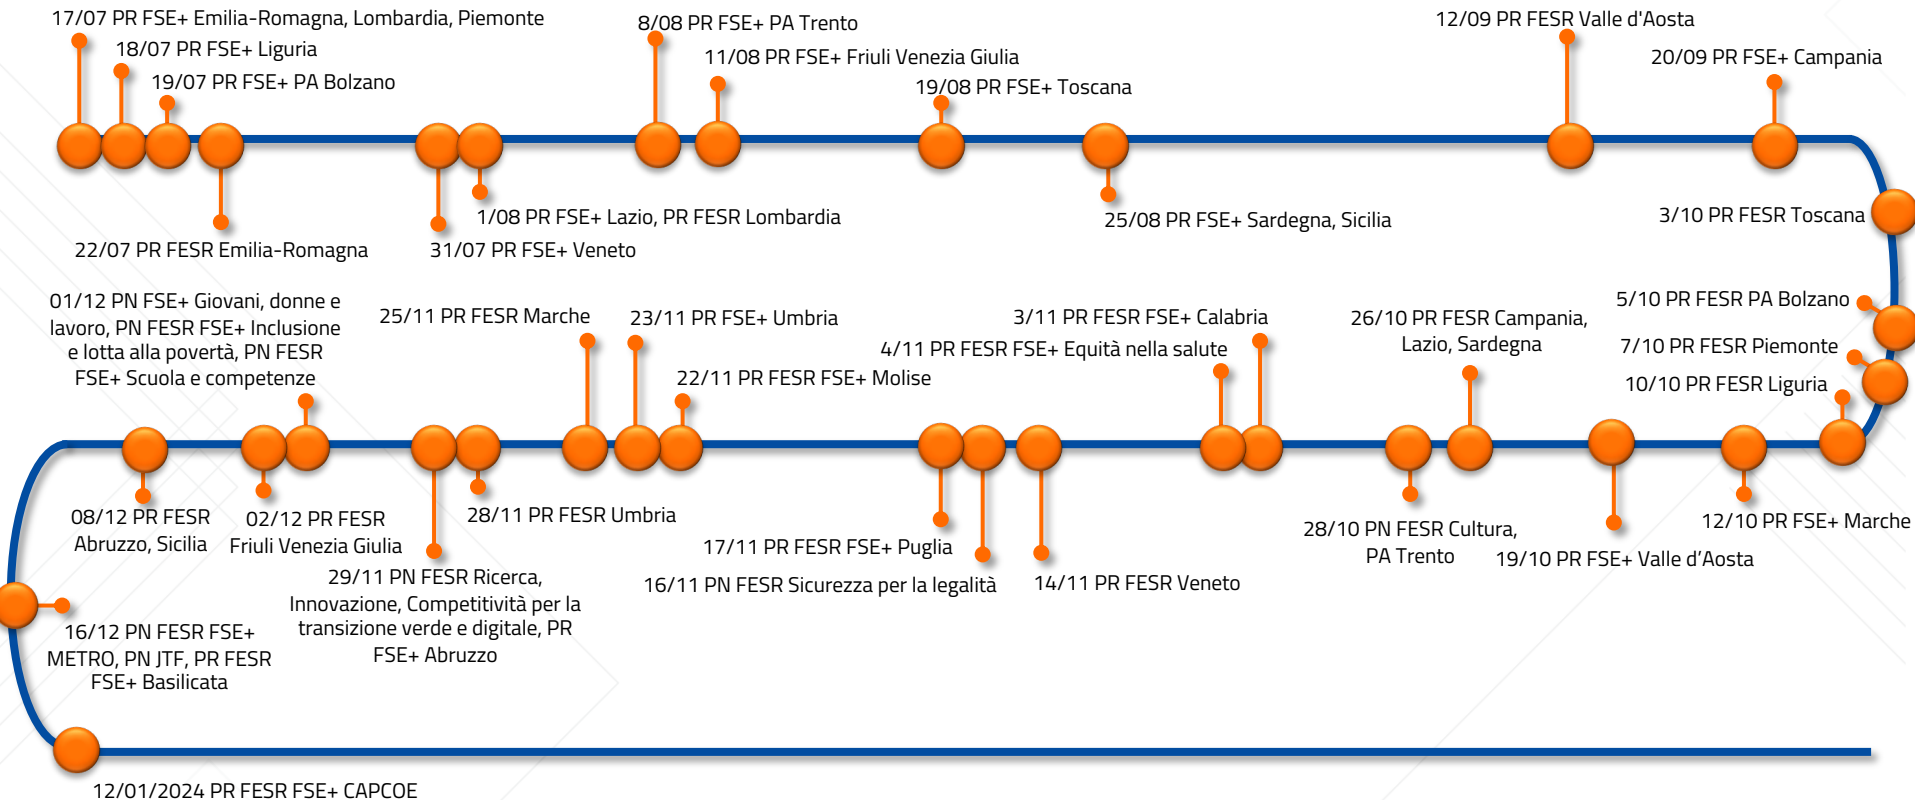 17/07 PR FSE+ Emilia-Romagna, Lombardia, Piemonte
18/07 PR FSE+ Liguria
19/07 PR FSE+ PA Bolzano
22/07 PR FESR Emilia-Romagna
31/07 PR FSE+ Veneto
1/08 PR FSE+ Lazio, PR FESR Lombardia
8/08 PR FSE+ PA Trento
11/08 PR FSE+ Friuli Venezia Giulia
19/08 PR FSE+ Toscana
25/08 PR FSE+ Sardegna, Sicilia
12/09 PR FESR Valle d'Aosta
20/09 PR FSE+ Campania
3/10 PR FESR Toscana
5/10 PR FESR PA Bolzano
7/10 PR FESR Piemonte
10/10 PR FESR Liguria
12/10 PR FSE+ Marche
19/10 PR FSE+ Valle d’Aosta
26/10 PR FESR Campania,
Lazio, Sardegna
28/10 PN FESR Cultura,
PA Trento
3/11 PR FESR FSE+ Calabria
4/11 PR FESR FSE+ Equità nella salute
14/11 PR FESR Veneto
16/11 PN FESR Sicurezza per la legalità
17/11 PR FESR FSE+ Puglia
22/11 PR FESR FSE+ Molise
23/11 PR FSE+ Umbria
25/11 PR FESR Marche
28/11 PR FESR Umbria
29/11 PN FESR Ricerca,
Innovazione, Competitività per la
transizione verde e digitale, PR
FSE+ Abruzzo
01/12 PN FSE+ Giovani, donne e
lavoro, PN FESR FSE+ Inclusione
e lotta alla povertà, PN FESR
FSE+ Scuola e competenze
02/12 PR FESR
Friuli Venezia Giulia
08/12 PR FESR
Abruzzo, Sicilia
16/12 PN FESR FSE+
METRO, PN JTF, PR FESR
FSE+ Basilicata
12/01/2024 PR FESR FSE+ CAPCOE